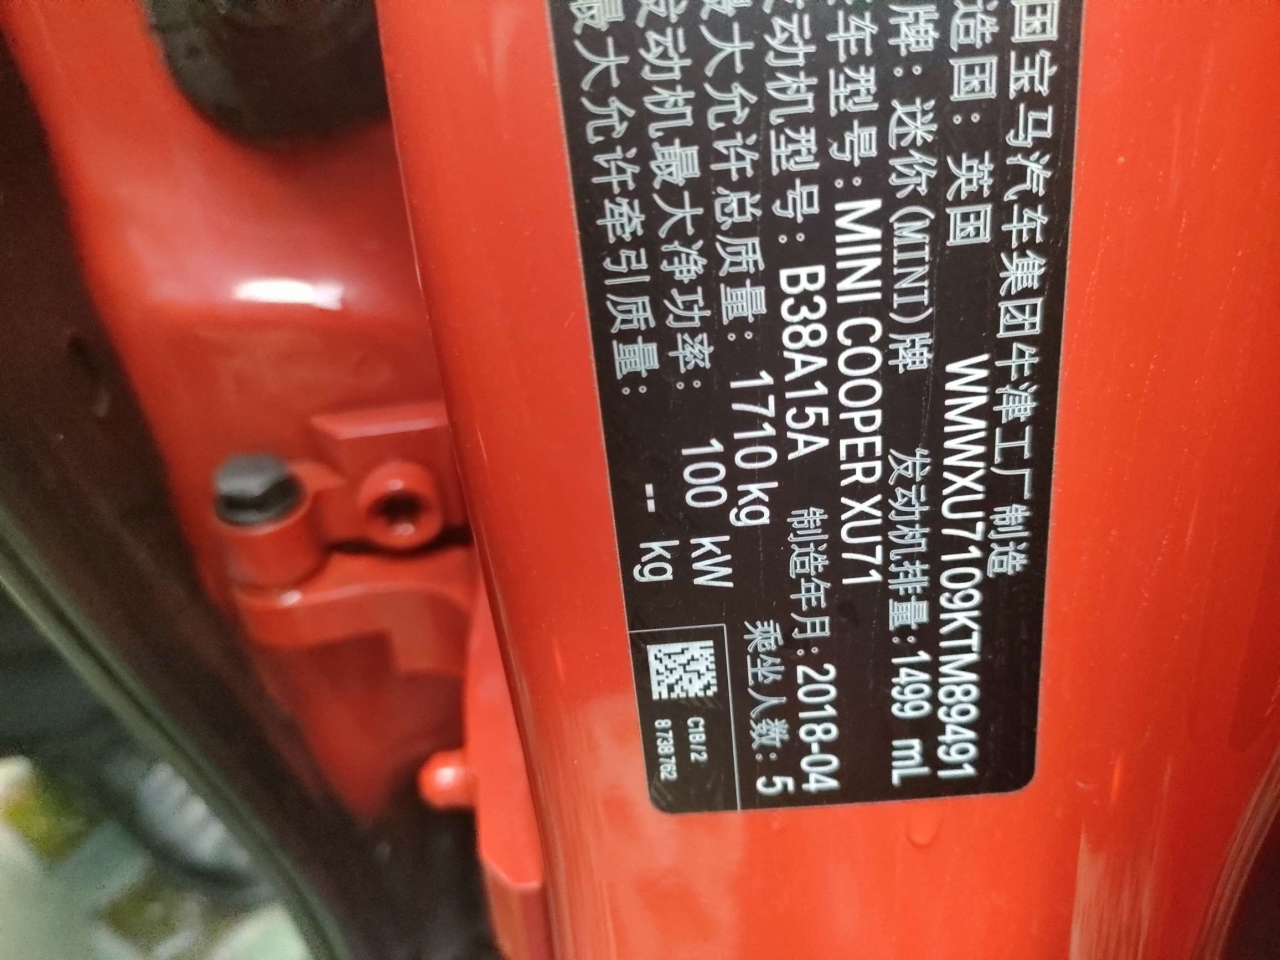 国宝马汽车集团牛津工厂 制造
造国：英国 WMWXU7109KTM89491
牌：迷你(MINI)牌 发动机排量：1499 mL
车型号：MINI COOPER XU71
动机型号：B38A15A 制造年月：2018-04
最大允许总质量：1710 kg 乘坐人数：5
发动机最大净功率：100 kW
最大允许牵引质量：-- kg
C1B/2
8 738 762